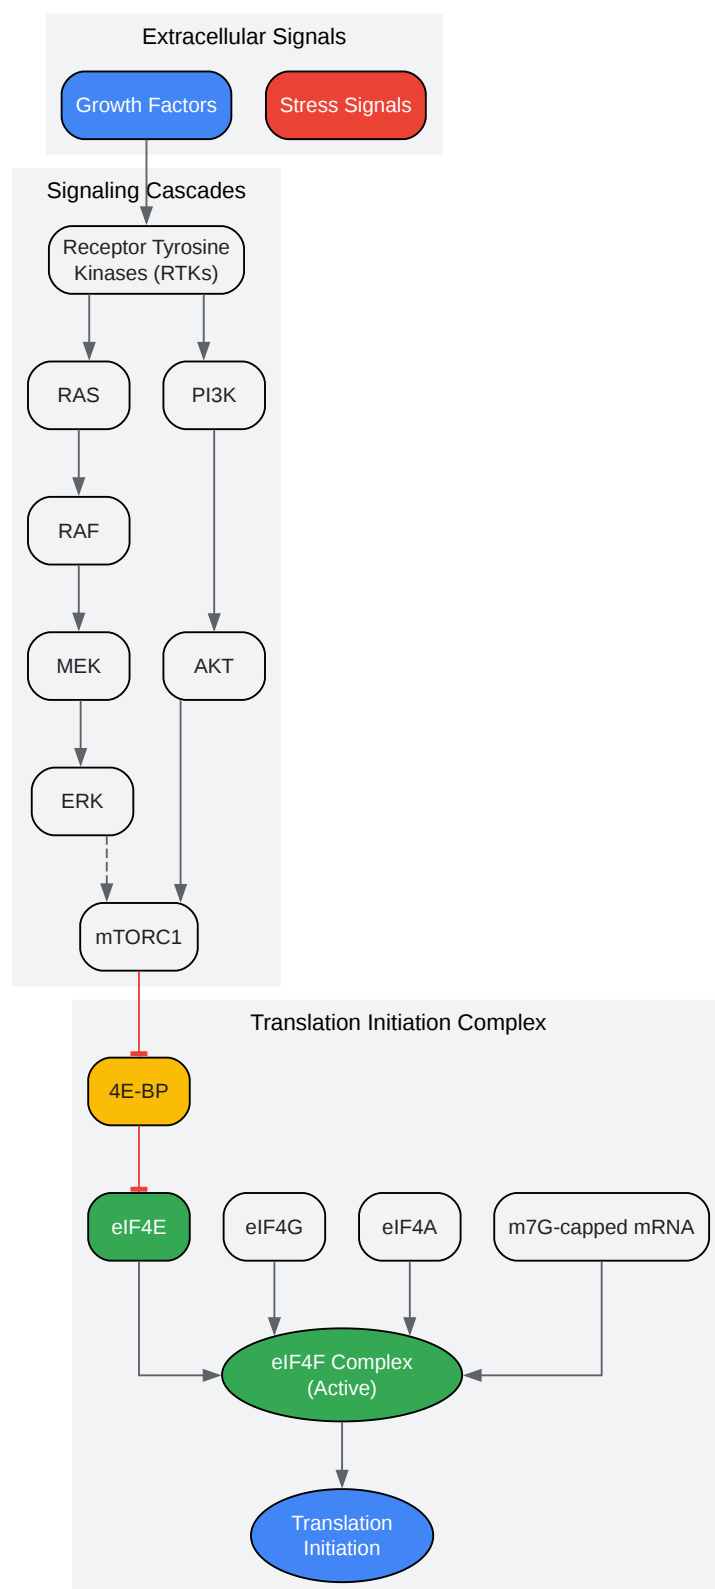 Extracellular Signals
Growth Factors
Stress Signals
Signaling Cascades
Receptor Tyrosine
Kinases (RTKs)
RAS
PI3K
RAF
MEK
AKT
ERK
mTORC1
Translation Initiation Complex
4E-BP
eIF4E
eIF4G
eIF4A
m7G-capped mRNA
eIF4F Complex
(Active)
Translation
Initiation